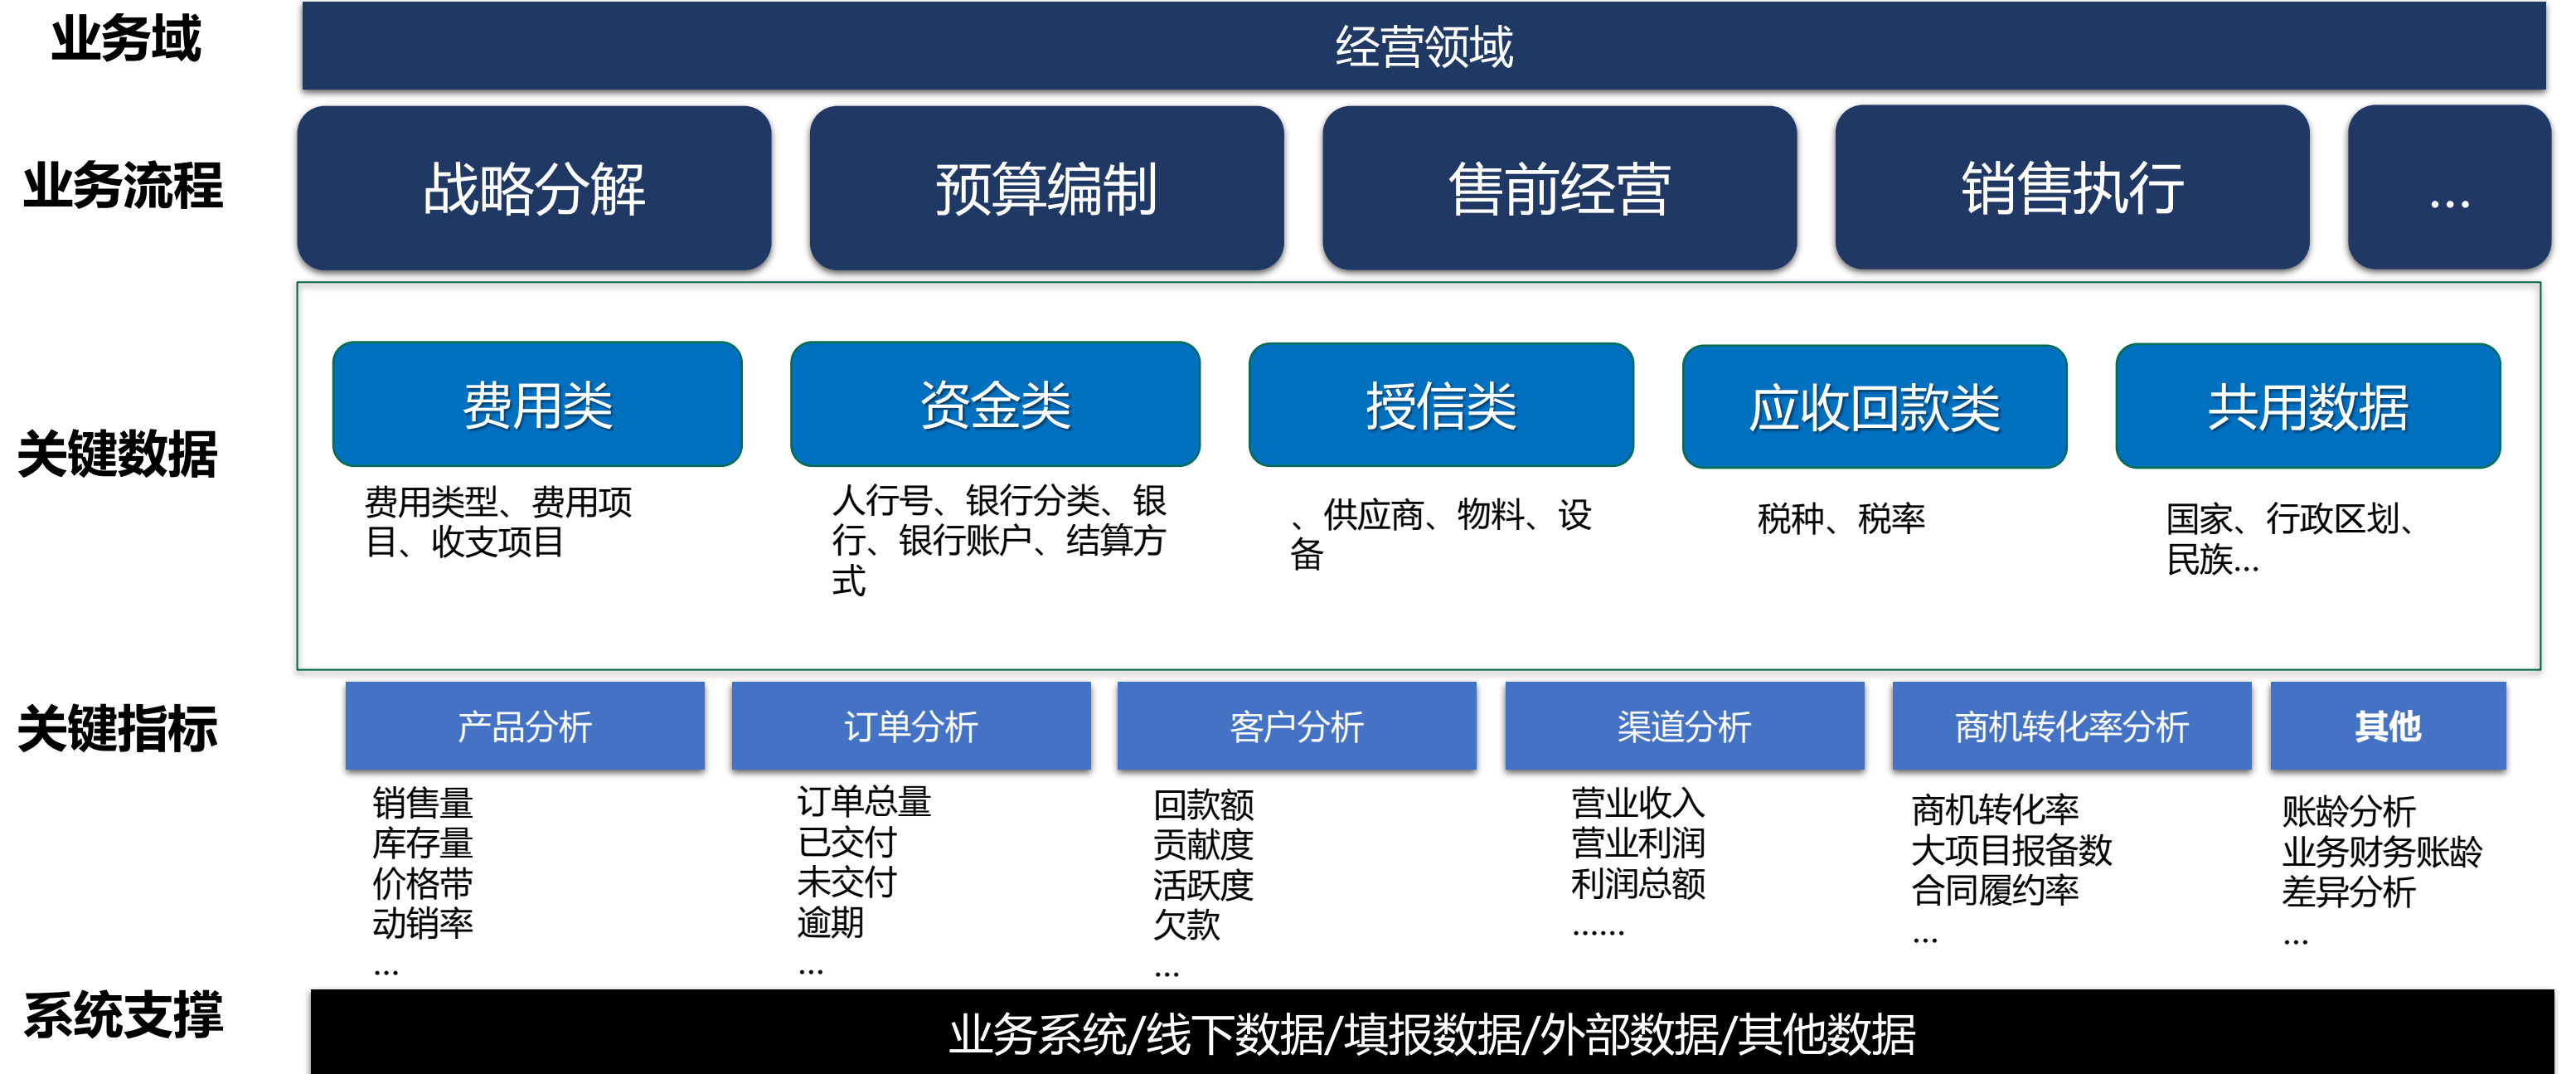 业务域
经营领域
业务流程
战略分解
预算编制
售前经营
销售执行
...
关键数据
费用类
费用类型、费用项
目、收支项目
资金类
人行号、银行分类、银
行、银行账户、结算方
式
授信类
、供应商、物料、设
备
应收回款类
税种、税率
共用数据
国家、行政区划、
民族...
关键指标
产品分析
销售量
库存量
价格带
动销率
...
订单分析
订单总量
已交付
未交付
逾期
...
客户分析
回款额
贡献度
活跃度
欠款
...
渠道分析
营业收入
营业利润
利润总额
......
商机转化率分析
商机转化率
大项目报备数
合同履约率
...
其他
账龄分析
业务财务账龄
差异分析
...
系统支撑
业务系统/线下数据/填报数据/外部数据/其他数据